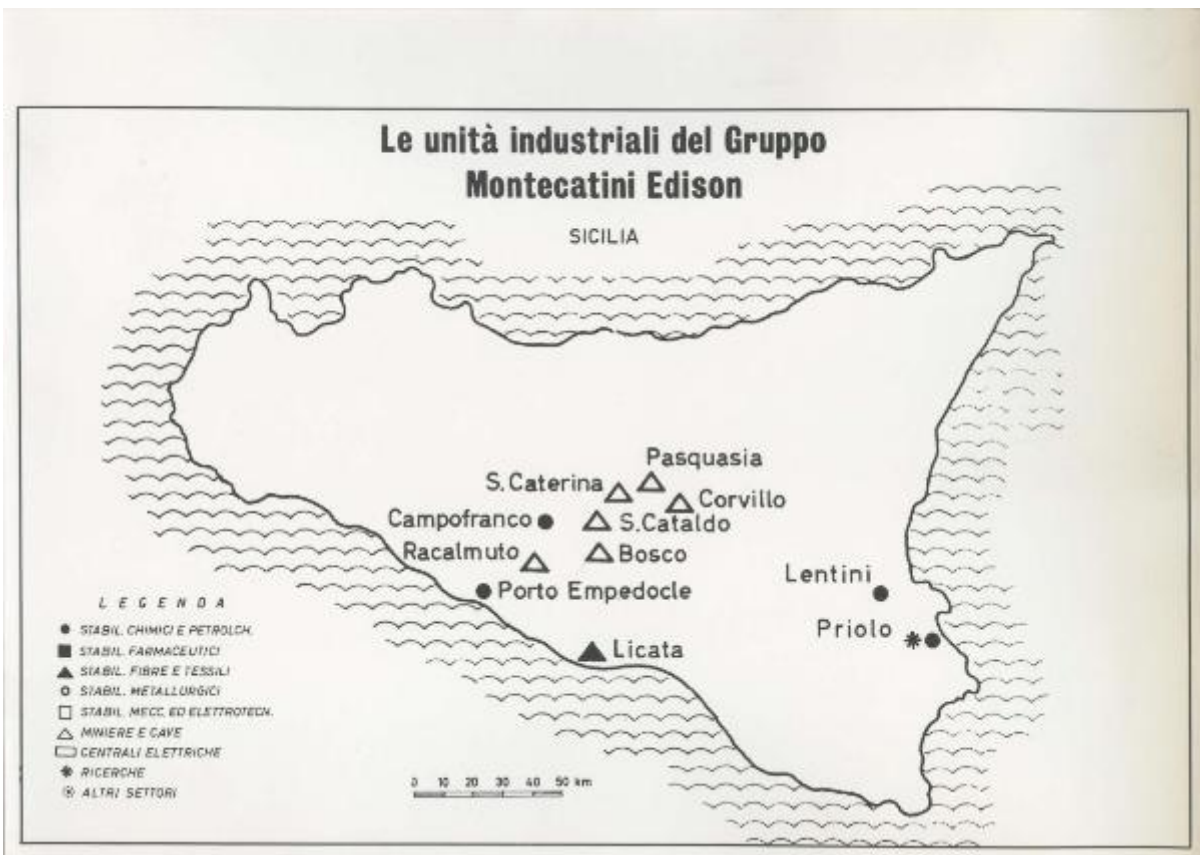 Le unità industriali del Gruppo
Montecatini Edison
SICILIA
Pasquasia
S.Caterina
Corvillo
Campofranco
S.Cataldo
Racalmuto
Bosco
Porto Empedocle
Lentini
Priolo
Licata
LEGENDA
STABIL. CHIMICI E PETROLCH.
STABIL. FARMACEUTICI
STABIL. FIBRE E TESSILI
STABIL. METALLURGICI
STABIL. MECC. ED ELETTROTECN.
MINIERE E CAVE
CENTRALI ELETTRICHE
RICERCHE
ALTRI SETTORI
0 10 20 30 40 50 km